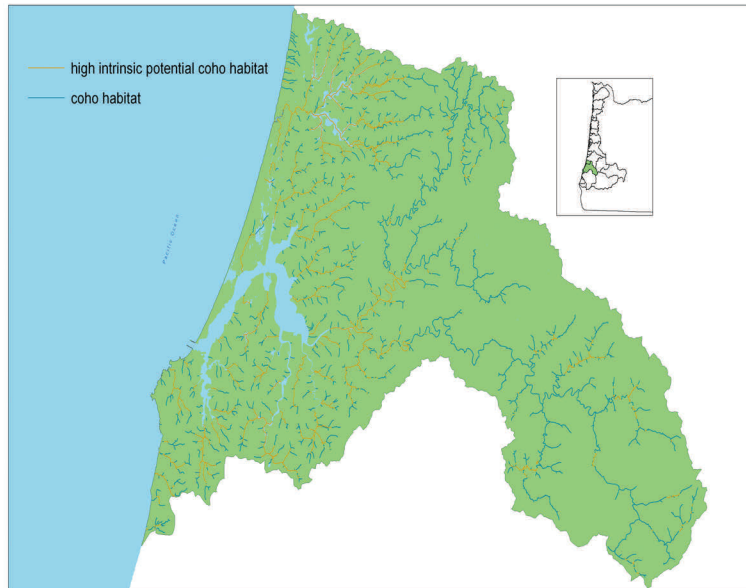 high intrinsic potential coho habitat
coho habitat
Pacific Ocean